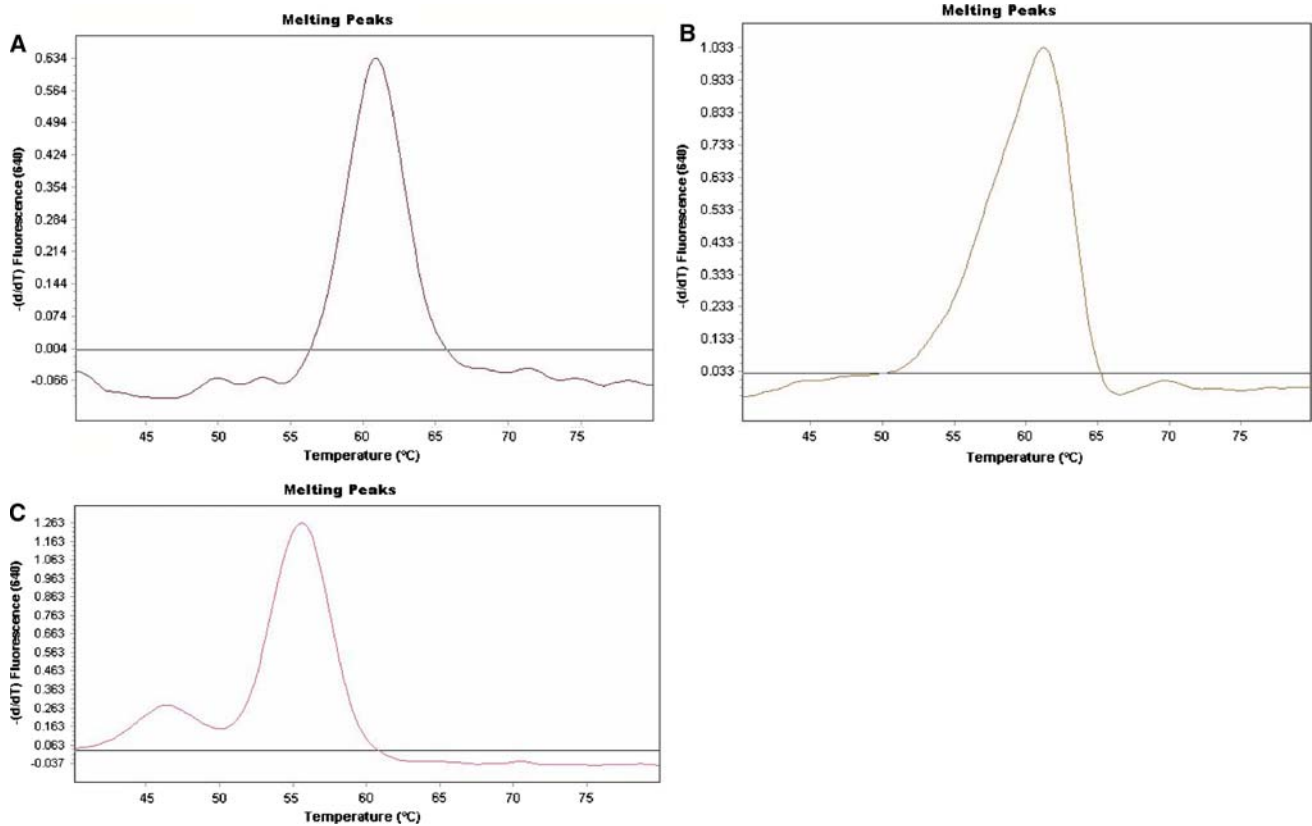 A
Melting Peaks
0.634
0.564
0.494
0.424
0.354
0.284
0.214
0.144
0.074
0.004
-0.066
-(d/dT) Fluorescence (640)
45 50 55 60 65 70 75
Temperature (ºC)
B
Melting Peaks
1.033
0.933
0.833
0.733
0.633
0.533
0.433
0.333
0.233
0.133
0.033
-(d/dT) Fluorescence (640)
45 50 55 60 65 70 75
Temperature (ºC)
C
Melting Peaks
1.263
1.163
1.063
0.963
0.863
0.763
0.663
0.563
0.463
0.363
0.263
0.163
0.063
-0.037
-(d/dT) Fluorescence (640)
45 50 55 60 65 70 75
Temperature (ºC)